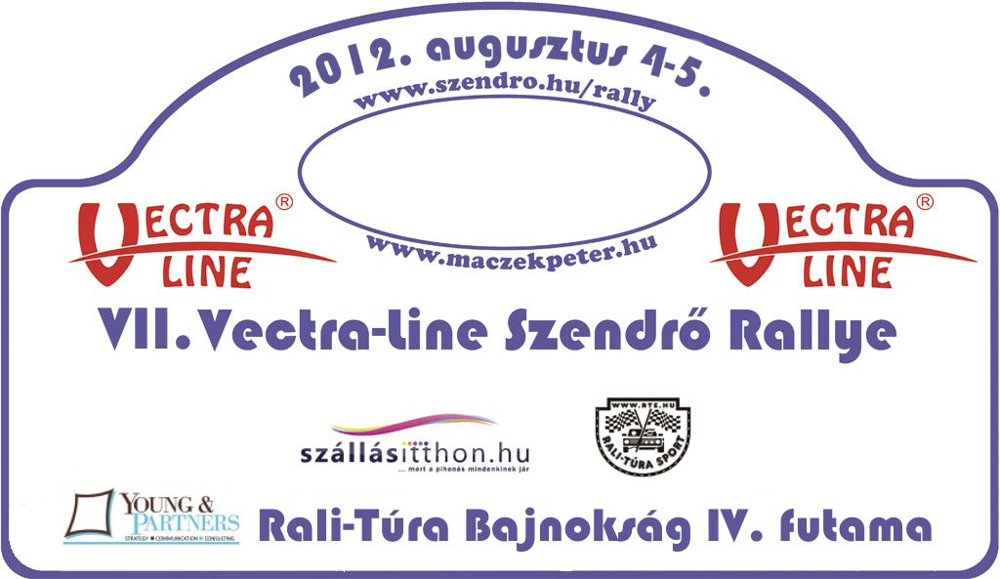 2012. augusztus 4-5.
www.szendro.hu/rally
www.maczekpeter.hu
VECTRA ®
LINE
VECTRA ®
LINE
VII. Vectra-Line Szendrő Rallye
szállásitthon.hu
... mert a pihenés mindenkinek jár
WWW.RTE.HU
RALI-TÚRA SPORT
YOUNG &
PARTNERS
STRATEGY ■ COMMUNICATION ■ CONSULTING
Rali-Túra Bajnokság IV. futama